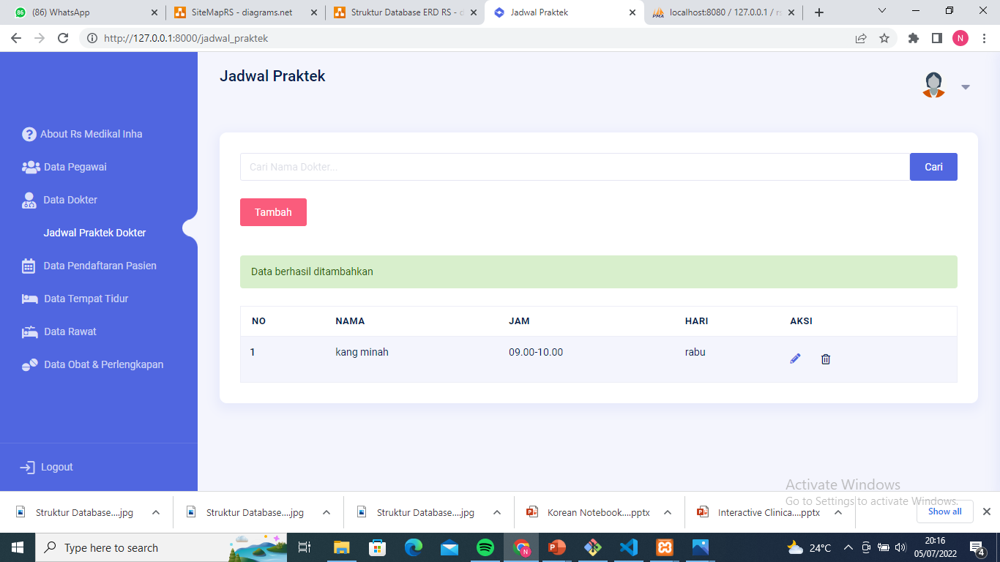 (86) WhatsApp
SiteMapRS - diagrams.net
Struktur Database ERD RS - d
Jadwal Praktek
localhost:8080 / 127.0.0.1 / rs
http://127.0.0.1:8000/jadwal_praktek
N
Jadwal Praktek
About Rs Medikal Inha
Data Pegawai
Data Dokter
Jadwal Praktek Dokter
Data Pendaftaran Pasien
Data Tempat Tidur
Data Rawat
Data Obat & Perlengkapan
Logout
Cari Nama Dokter...
Cari
Tambah
Data berhasil ditambahkan
NO NAMA JAM HARI AKSI
1 kang minah 09.00-10.00 rabu
Activate Windows
Go to Settings to activate Windows.
Struktur Database....jpg
Struktur Database....jpg
Struktur Database....jpg
Korean Notebook....pptx
Interactive Clinica....pptx
Show all
Type here to search
24°C
20:16
05/07/2022
4